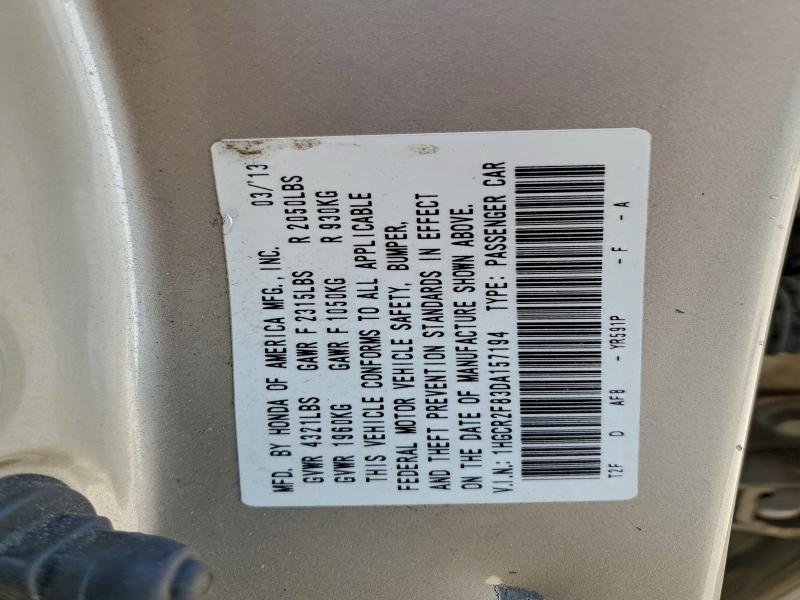 MFD. BY HONDA OF AMERICA MFG., INC. 03/'13
GVWR 4321LBS GAWR F 2315LBS R 2050LBS
GVWR 1960KG GAWR F 1050KG R 930KG
THIS VEHICLE CONFORMS TO ALL APPLICABLE
FEDERAL MOTOR VEHICLE SAFETY, BUMPER,
AND THEFT PREVENTION STANDARDS IN EFFECT
ON THE DATE OF MANUFACTURE SHOWN ABOVE.
V.I.N.: 1HGCR2F83DA157194 TYPE: PASSENGER CAR
T2F D AF8 - YR591P - F - A